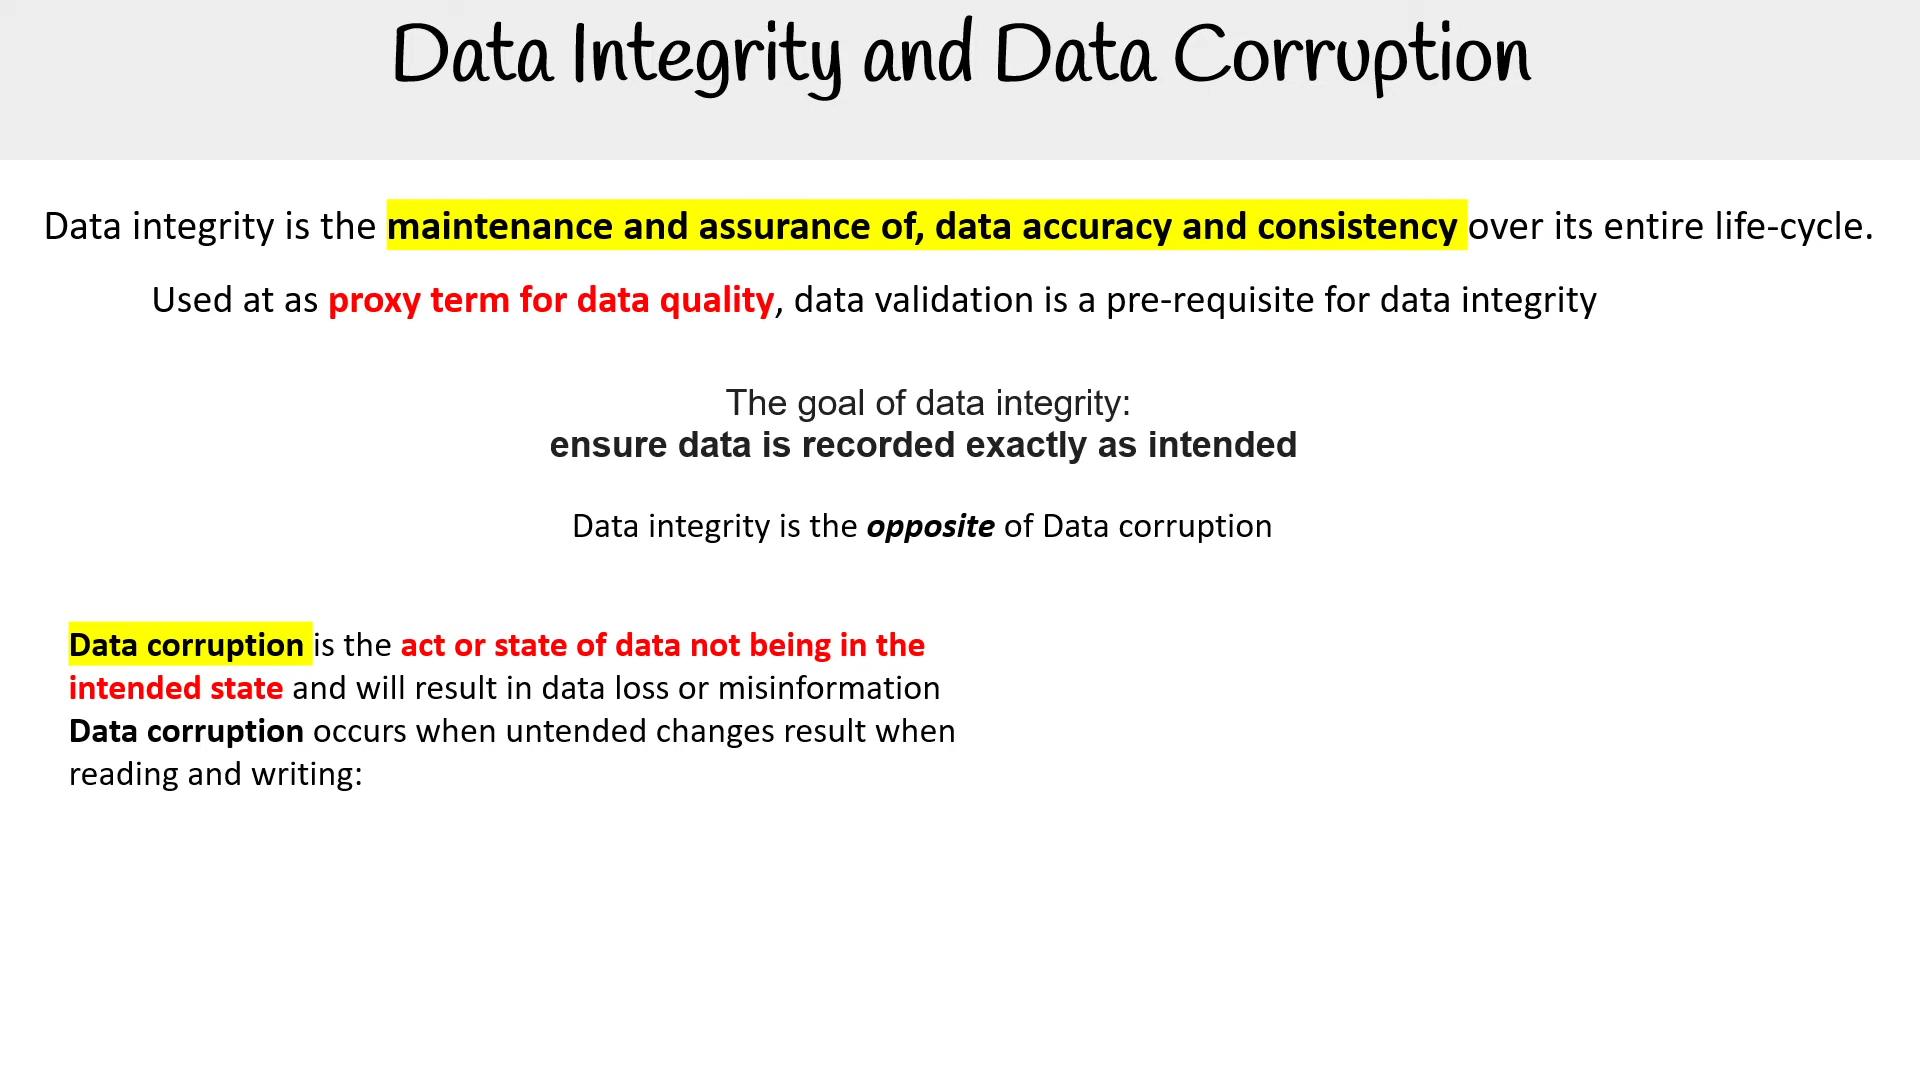 Data Integrity and Data Corruption
Data integrity is the maintenance and assurance of, data accuracy and consistency over its entire life-cycle.
Used at as proxy term for data quality, data validation is a pre-requisite for data integrity
The goal of data integrity:
ensure data is recorded exactly as intended
Data integrity is the opposite of Data corruption
Data corruption is the act or state of data not being in the
intended state and will result in data loss or misinformation
Data corruption occurs when untended changes result when
reading and writing: